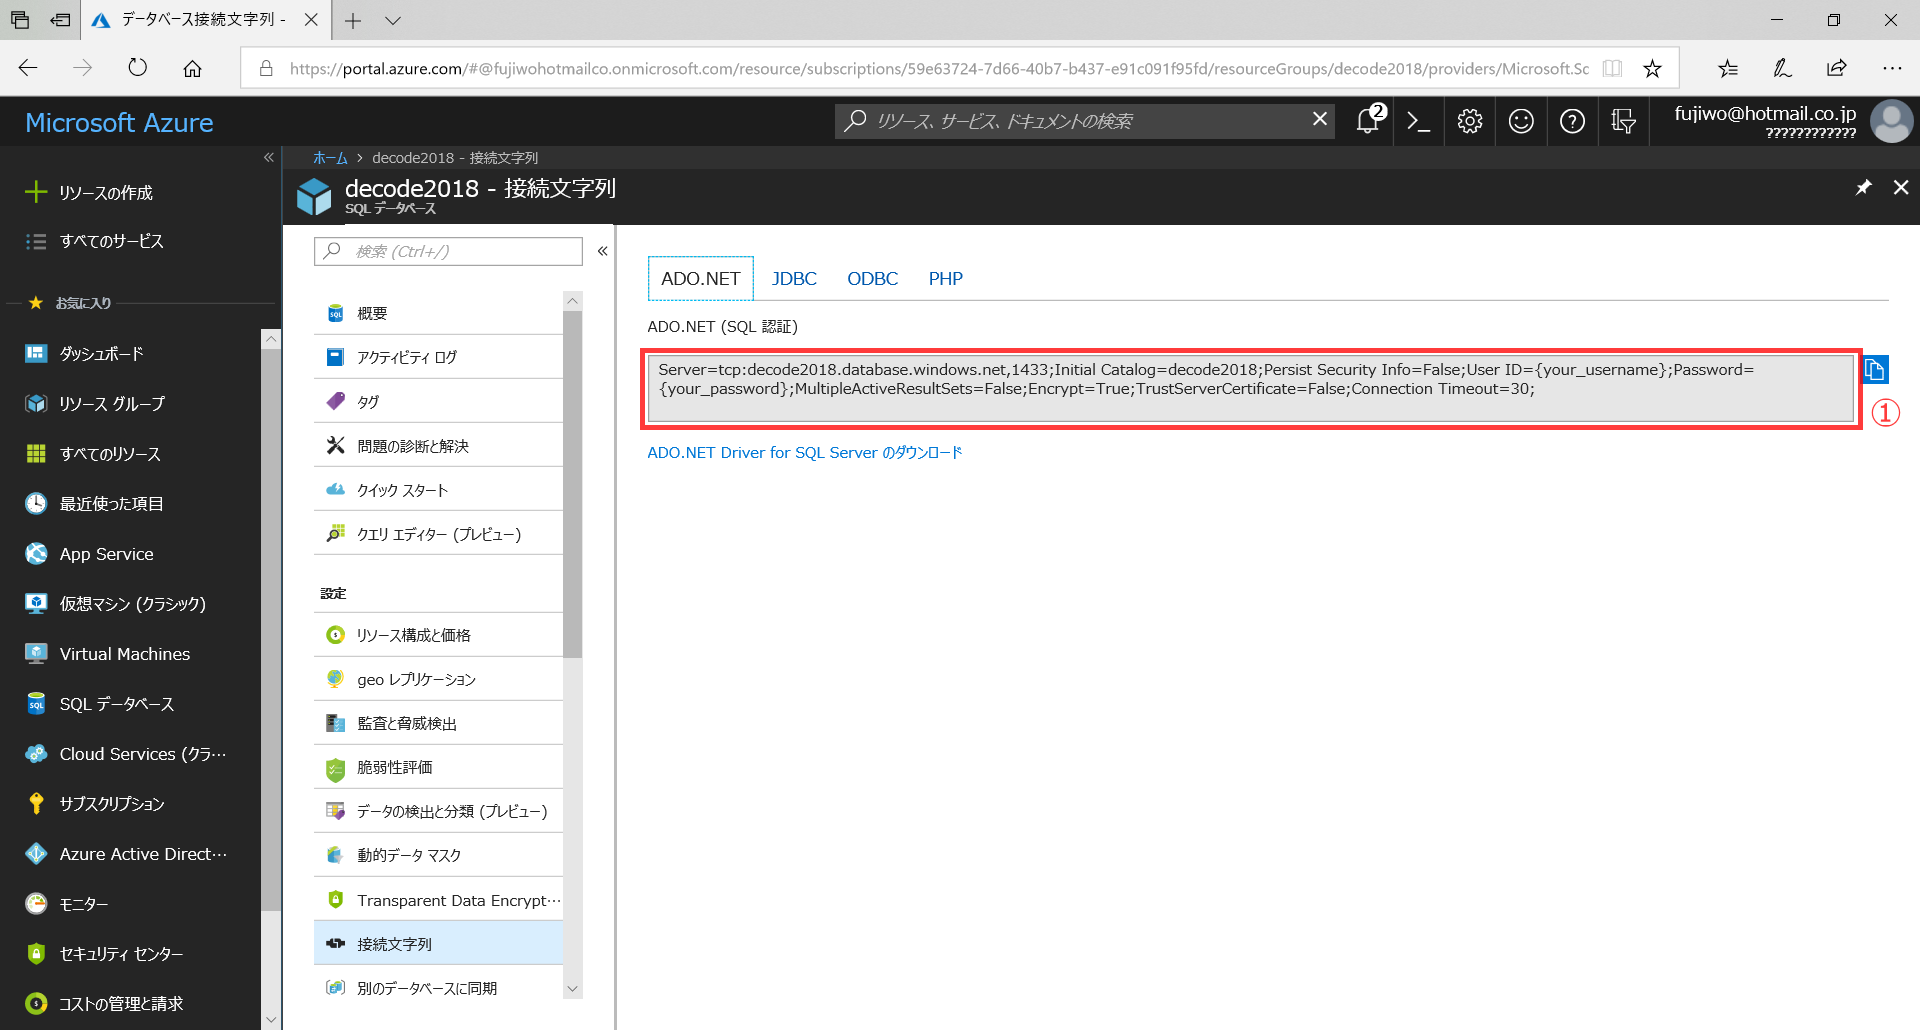 データベース接続文字列 -
https://portal.azure.com/#@fujiwohotmailco.onmicrosoft.com/resource/subscriptions/59e63724-7d66-40b7-b437-e91c091f95fd/resourceGroups/decode2018/providers/Microsoft.Sc
Microsoft Azure
リソース、サービス、ドキュメントの検索
2
fujiwo@hotmail.co.jp
????????????
ホーム > decode2018 - 接続文字列
decode2018 - 接続文字列
SQL データベース
リソースの作成
すべてのサービス
お気に入り
ダッシュボード
リソース グループ
すべてのリソース
最近使った項目
App Service
仮想マシン (クラシック)
Virtual Machines
SQL データベース
Cloud Services (クラ···
サブスクリプション
Azure Active Direct···
モニター
セキュリティ センター
コストの管理と請求
検索 (Ctrl+/)
概要
アクティビティ ログ
タグ
問題の診断と解決
クイック スタート
クエリ エディター (プレビュー)
設定
リソース構成と価格
geo レプリケーション
監査と脅威検出
脆弱性評価
データの検出と分類 (プレビュー)
動的データ マスク
Transparent Data Encrypt···
接続文字列
別のデータベースに同期
ADO.NET JDBC ODBC PHP
ADO.NET (SQL 認証)
Server=tcp:decode2018.database.windows.net,1433;Initial Catalog=decode2018;Persist Security Info=False;User ID={your_username};Password=
{your_password};MultipleActiveResultSets=False;Encrypt=True;TrustServerCertificate=False;Connection Timeout=30;
①
ADO.NET Driver for SQL Server のダウンロード